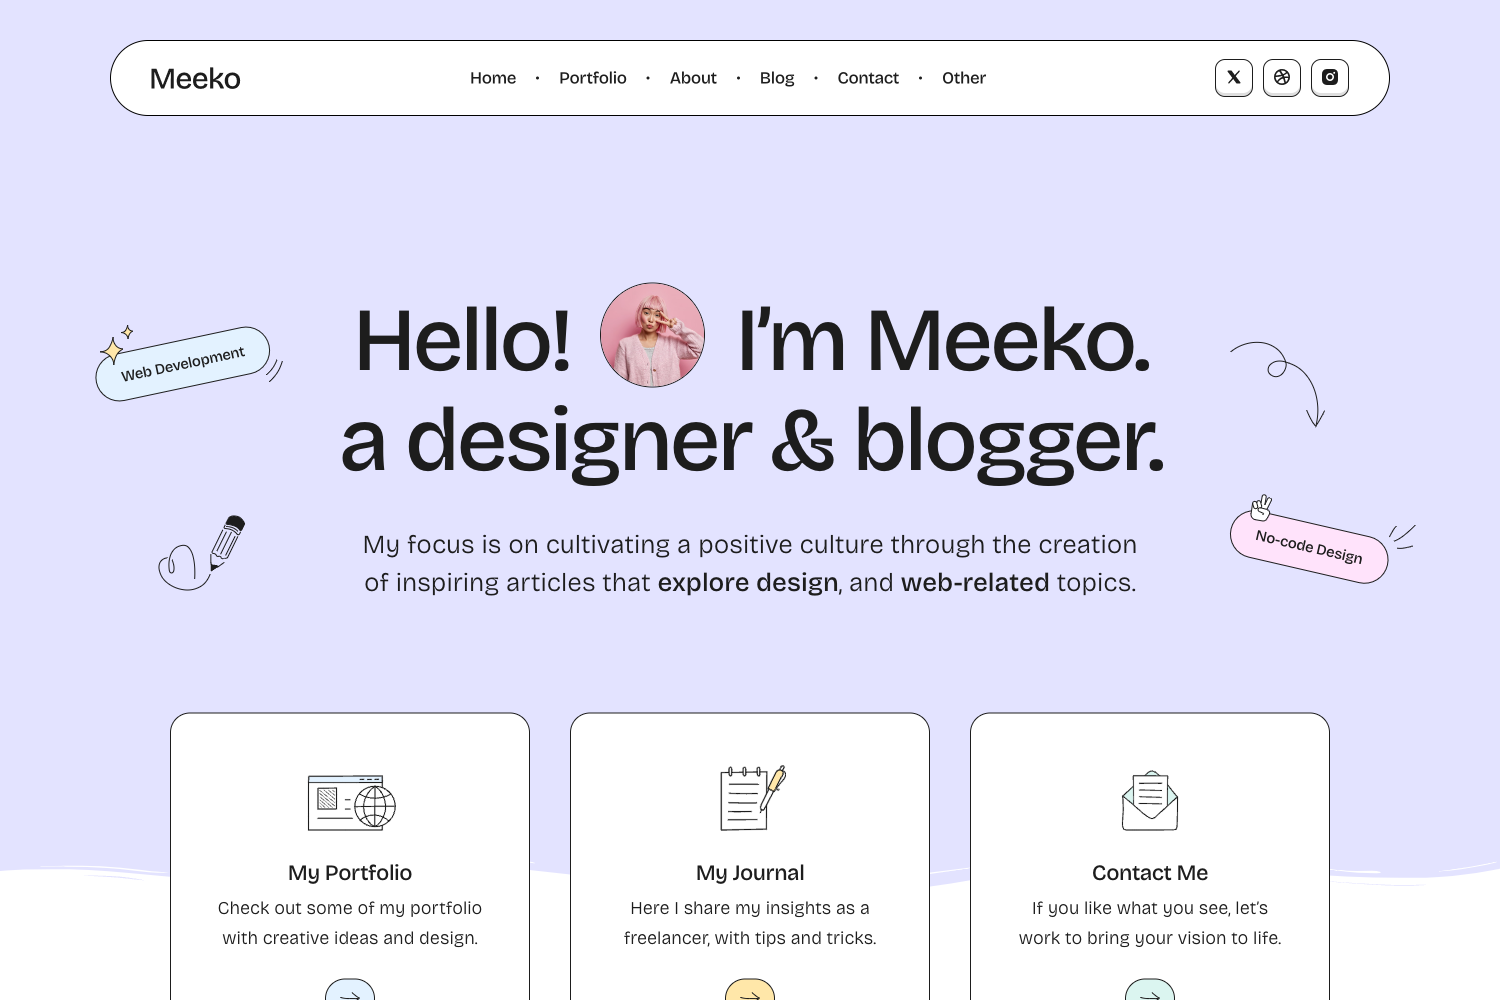 Meeko
Home • Portfolio • About • Blog • Contact • Other
Hello! I’m Meeko.
a designer & blogger.
Web Development
No-code Design
My focus is on cultivating a positive culture through the creation
of inspiring articles that explore design, and web-related topics.
My Portfolio
Check out some of my portfolio
with creative ideas and design.
My Journal
Here I share my insights as a
freelancer, with tips and tricks.
Contact Me
If you like what you see, let’s
work to bring your vision to life.